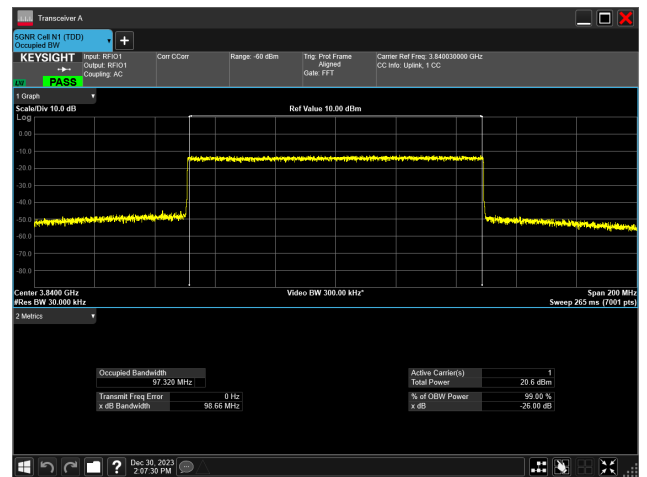 Transceiver A
5GNR Cell N1 (TDD)
Occupied BW
+
KEYSIGHT
PASS
Input: RFIO1
Output: RFIO1
Coupling: AC
Corr CCorr
Range: -60 dBm
Trig: Prot Frame
Aligned
Gate: FFT
Carrier Ref Freq: 3.840030000 GHz
CC Info: Uplink, 1 CC
1 Graph
Scale/Div 10.0 dB
Ref Value 10.00 dBm
Log
0.00
-10.0
-20.0
-30.0
-40.0
-50.0
-60.0
-70.0
-80.0
Center 3.8400 GHz
Video BW 300.00 kHz*
Span 200 MHz
#Res BW 30.000 kHz
Sweep 265 ms (7001 pts)
2 Metrics
Occupied Bandwidth
97.320 MHz
Transmit Freq Error 0 Hz
x dB Bandwidth 98.66 MHz
Active Carrier(s) 1
Total Power 20.6 dBm
% of OBW Power 99.00 %
x dB -26.00 dB
?
Dec 30, 2023
2:07:30 PM